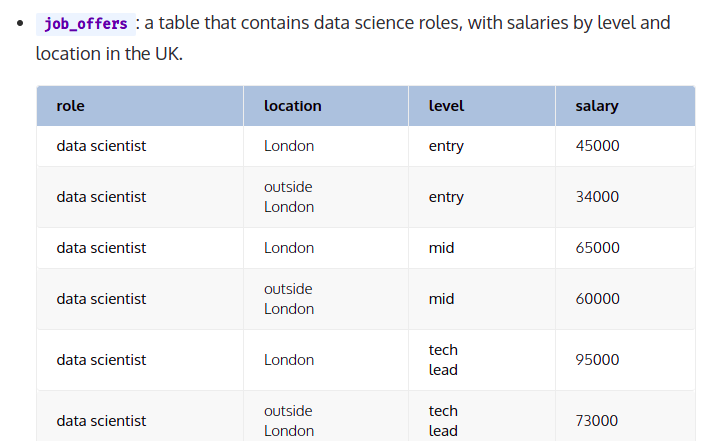 job_offers : a table that contains data science roles, with salaries by level and
location in the UK.
role location level salary
data scientist London entry 45000
data scientist outside London entry 34000
data scientist London mid 65000
data scientist outside London mid 60000
data scientist London tech lead 95000
data scientist outside London tech lead 73000